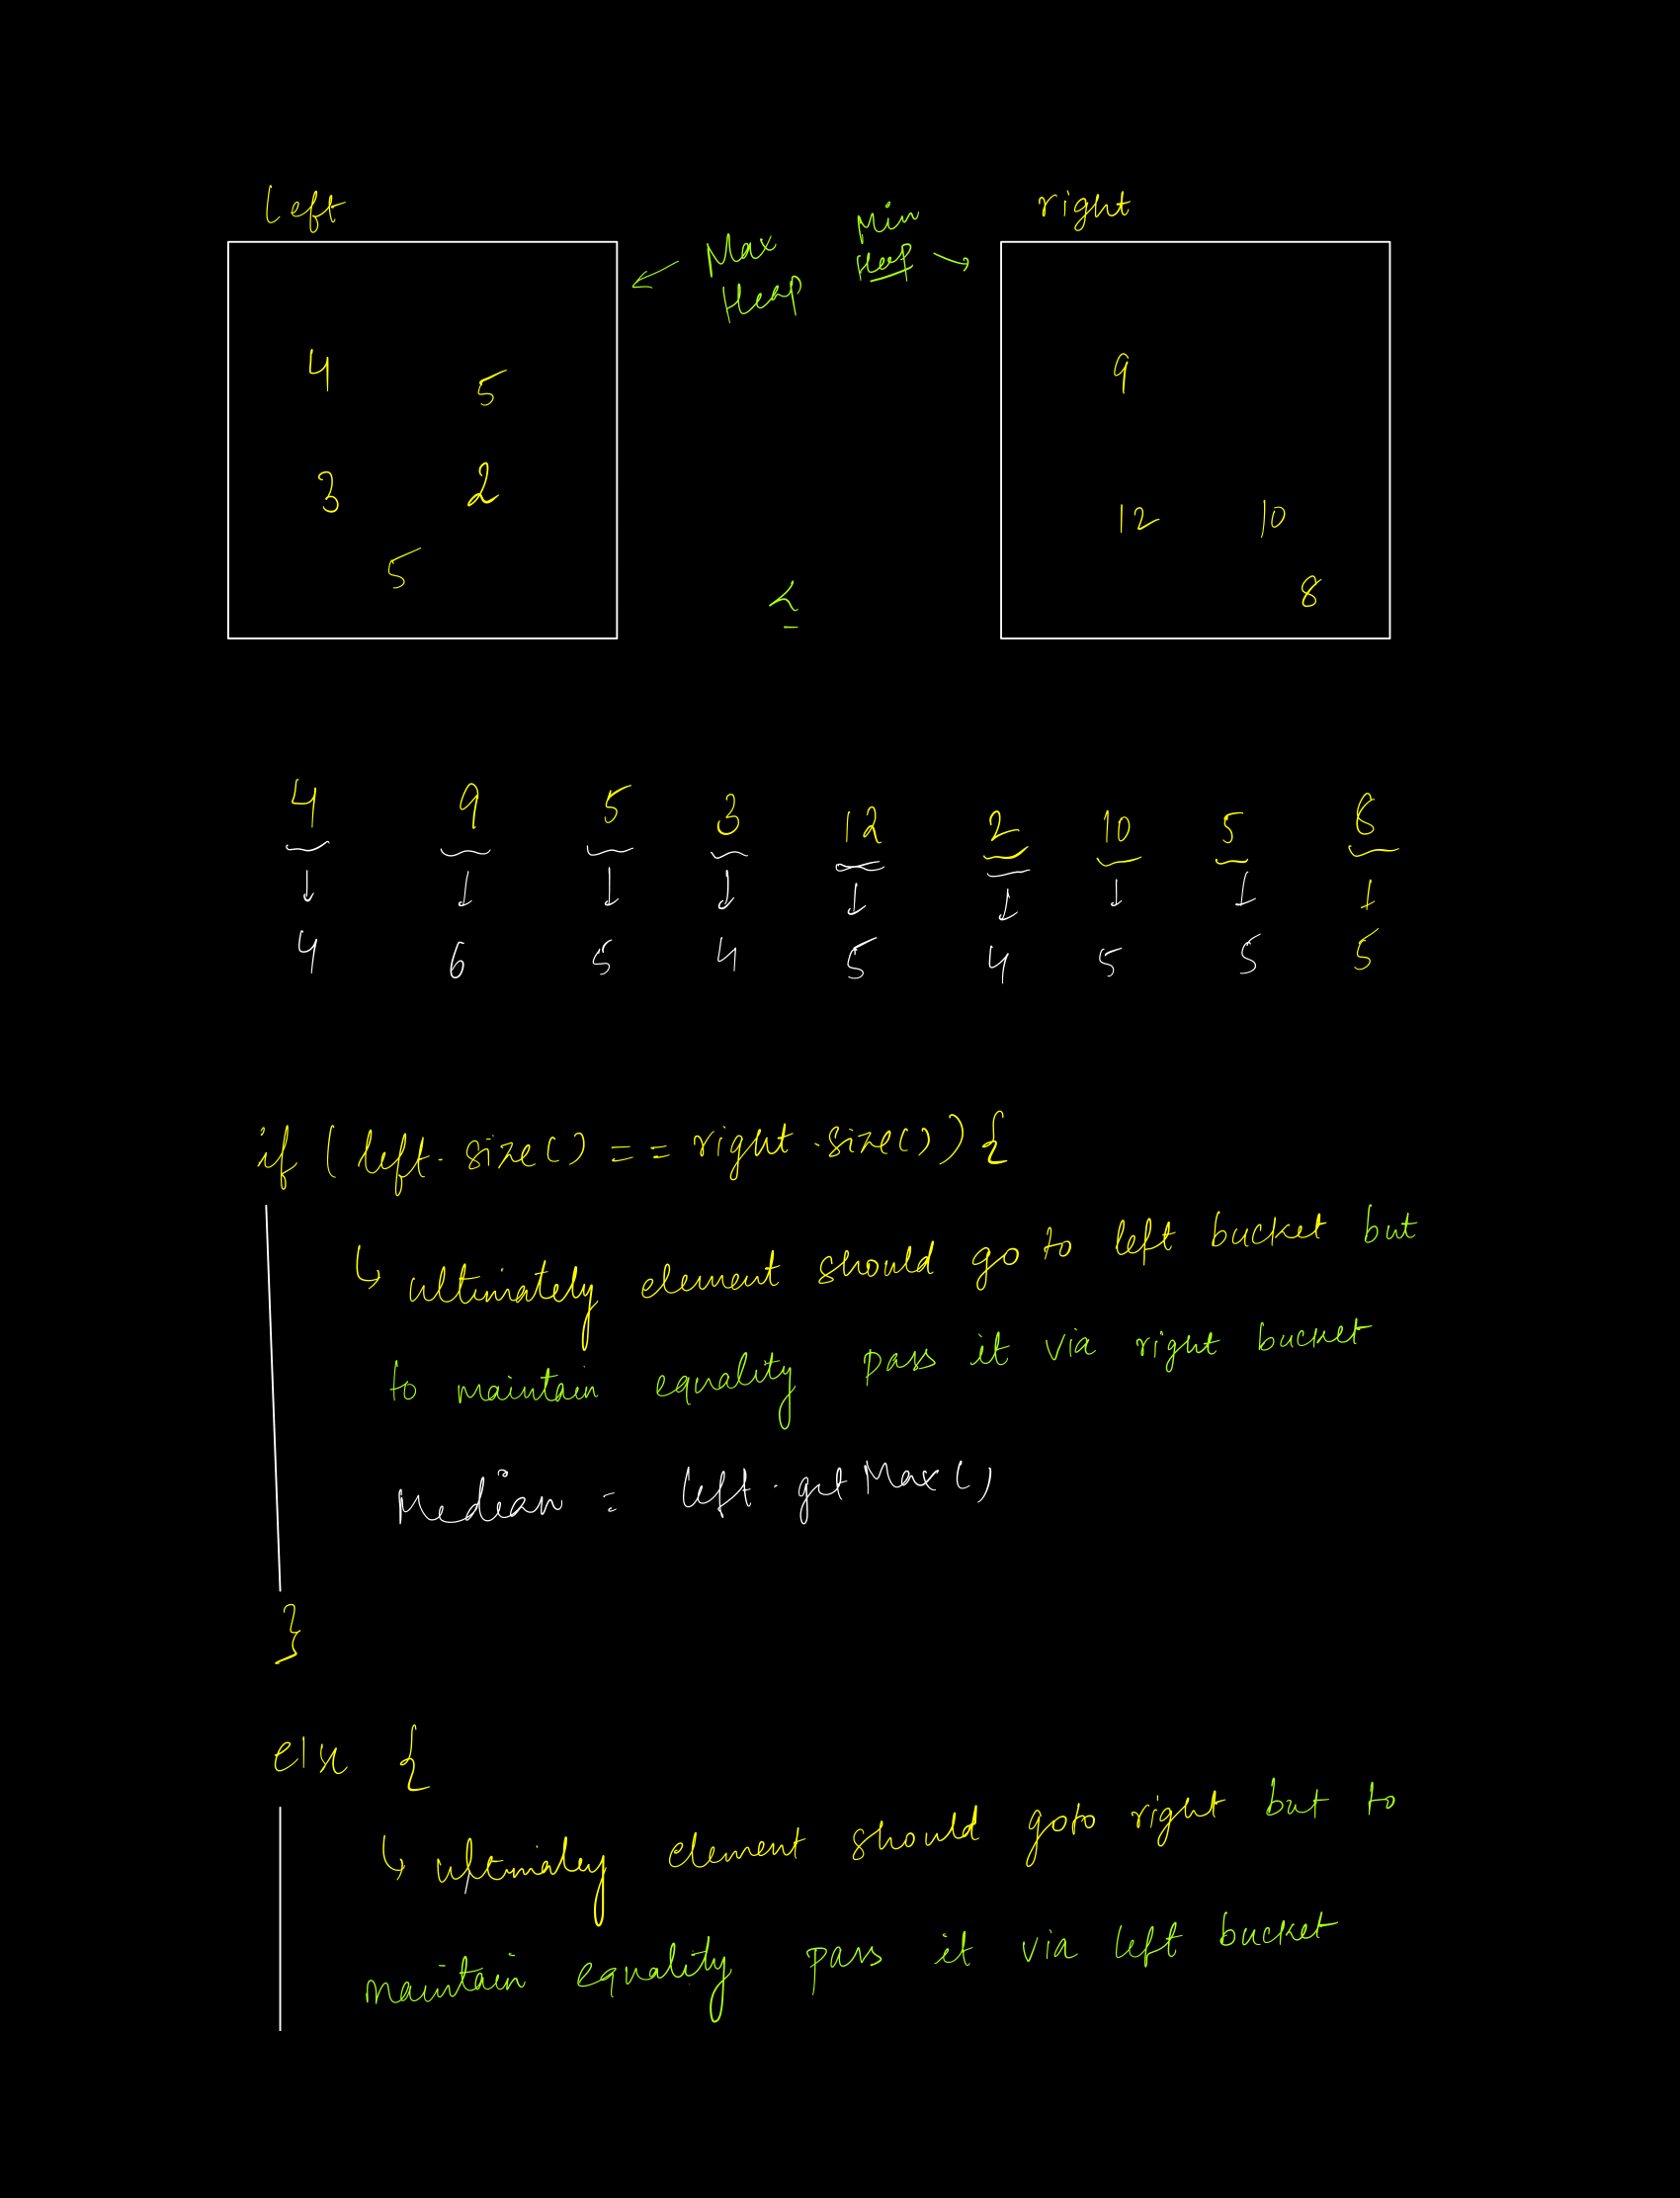 left
Max Heap
Min Heap
right
4 5
3 2
5
9
12 10
8
≤
4 9 5 3 12 2 10 5 8
4 6 5 4 5 4 5 5 5
if (left.size() == right.size()) {
ultimately element should go to left bucket but
to maintain equality pass it via right bucket
Median = left.getMax()
}
else {
ultimaley element should goto right but to
maintain equality pass it via left bucket